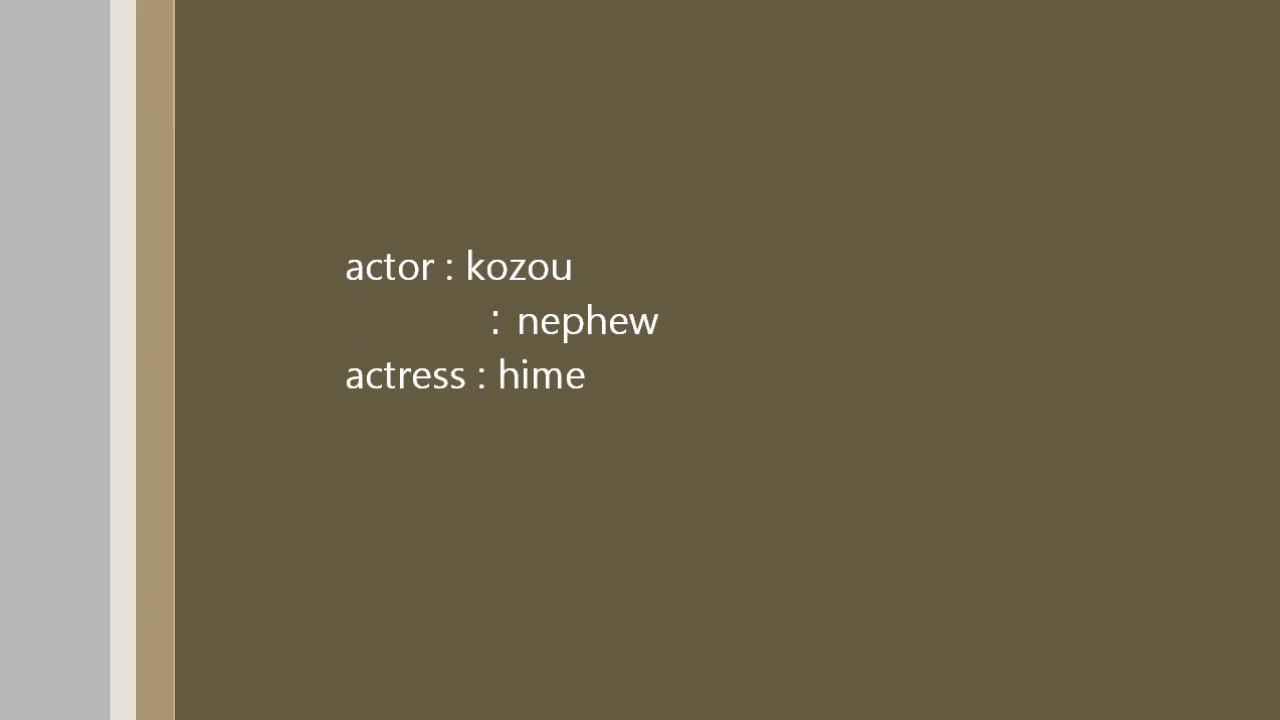 actor : kozou
: nephew
actress : hime